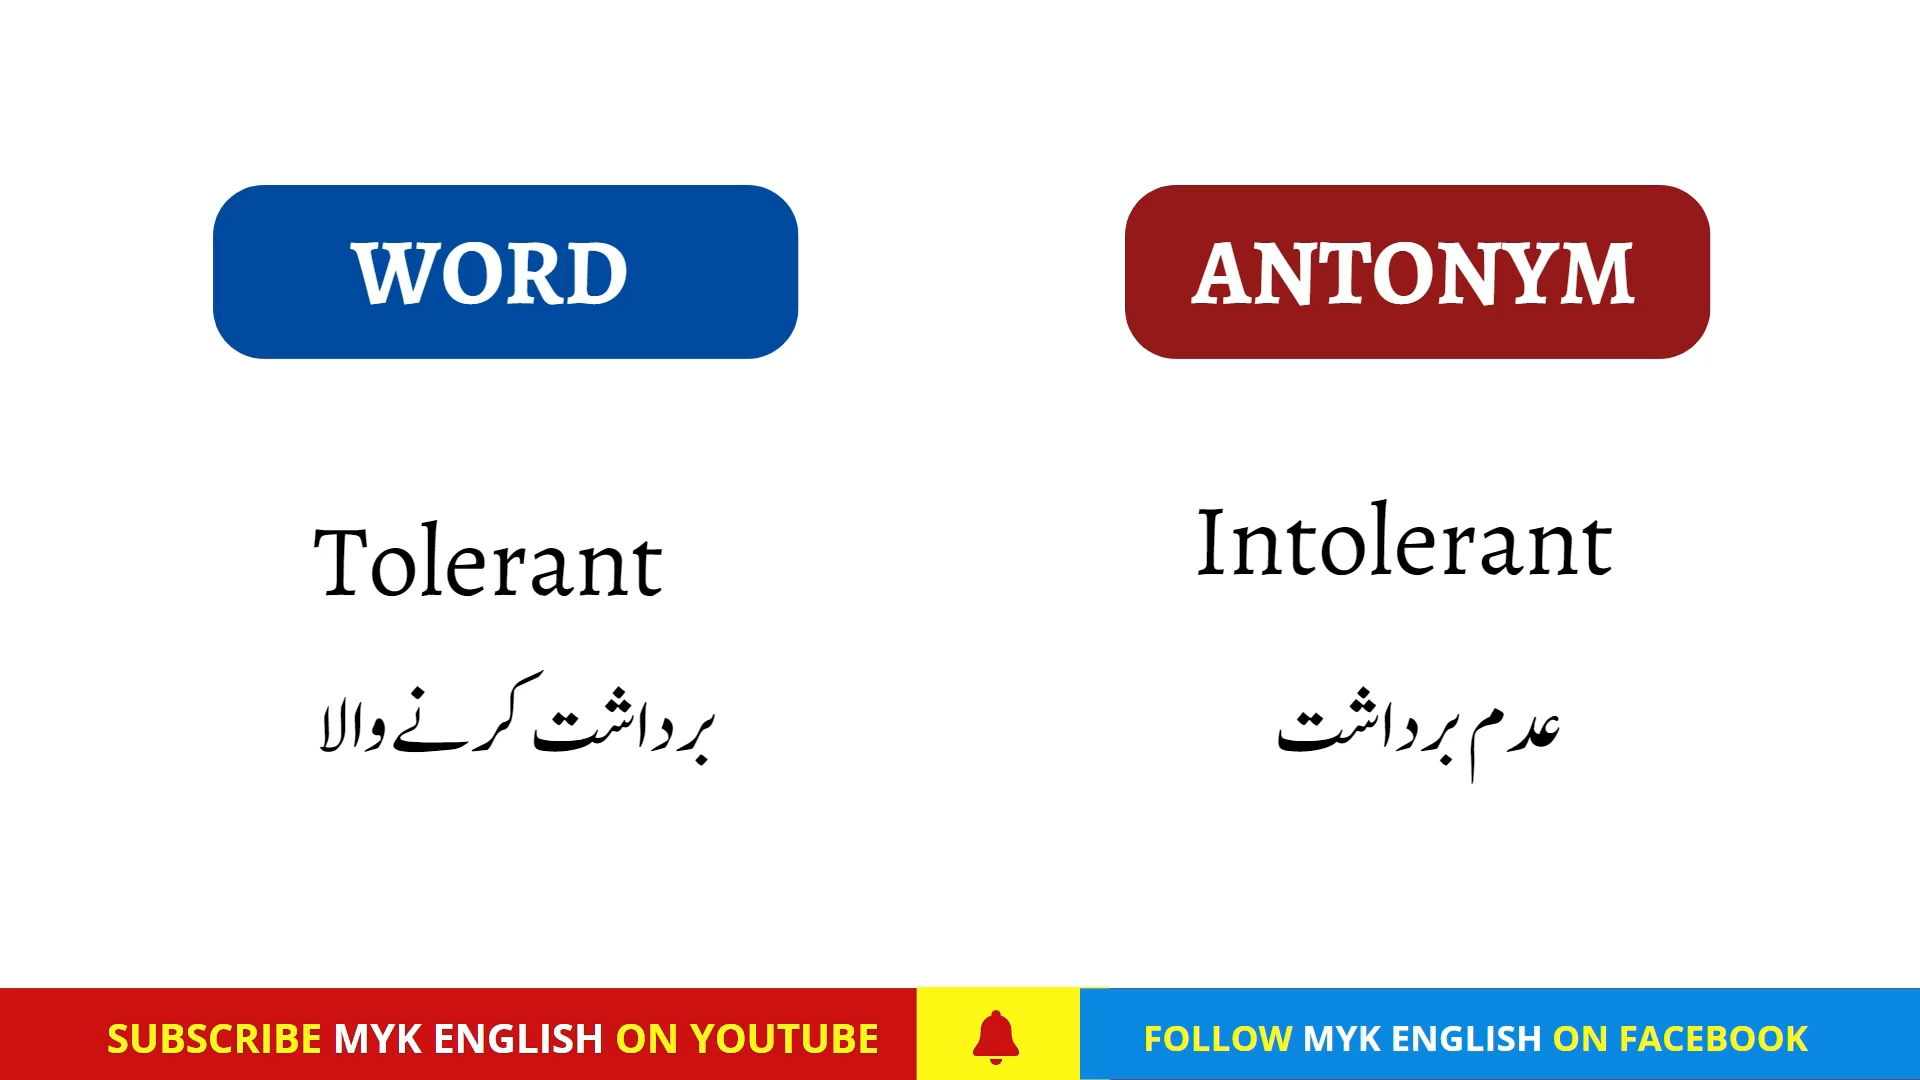 WORD
ANTONYM
Tolerant
Intolerant
برداشت کرنے والا
عدم برداشت
SUBSCRIBE MYK ENGLISH ON YOUTUBE
FOLLOW MYK ENGLISH ON FACEBOOK